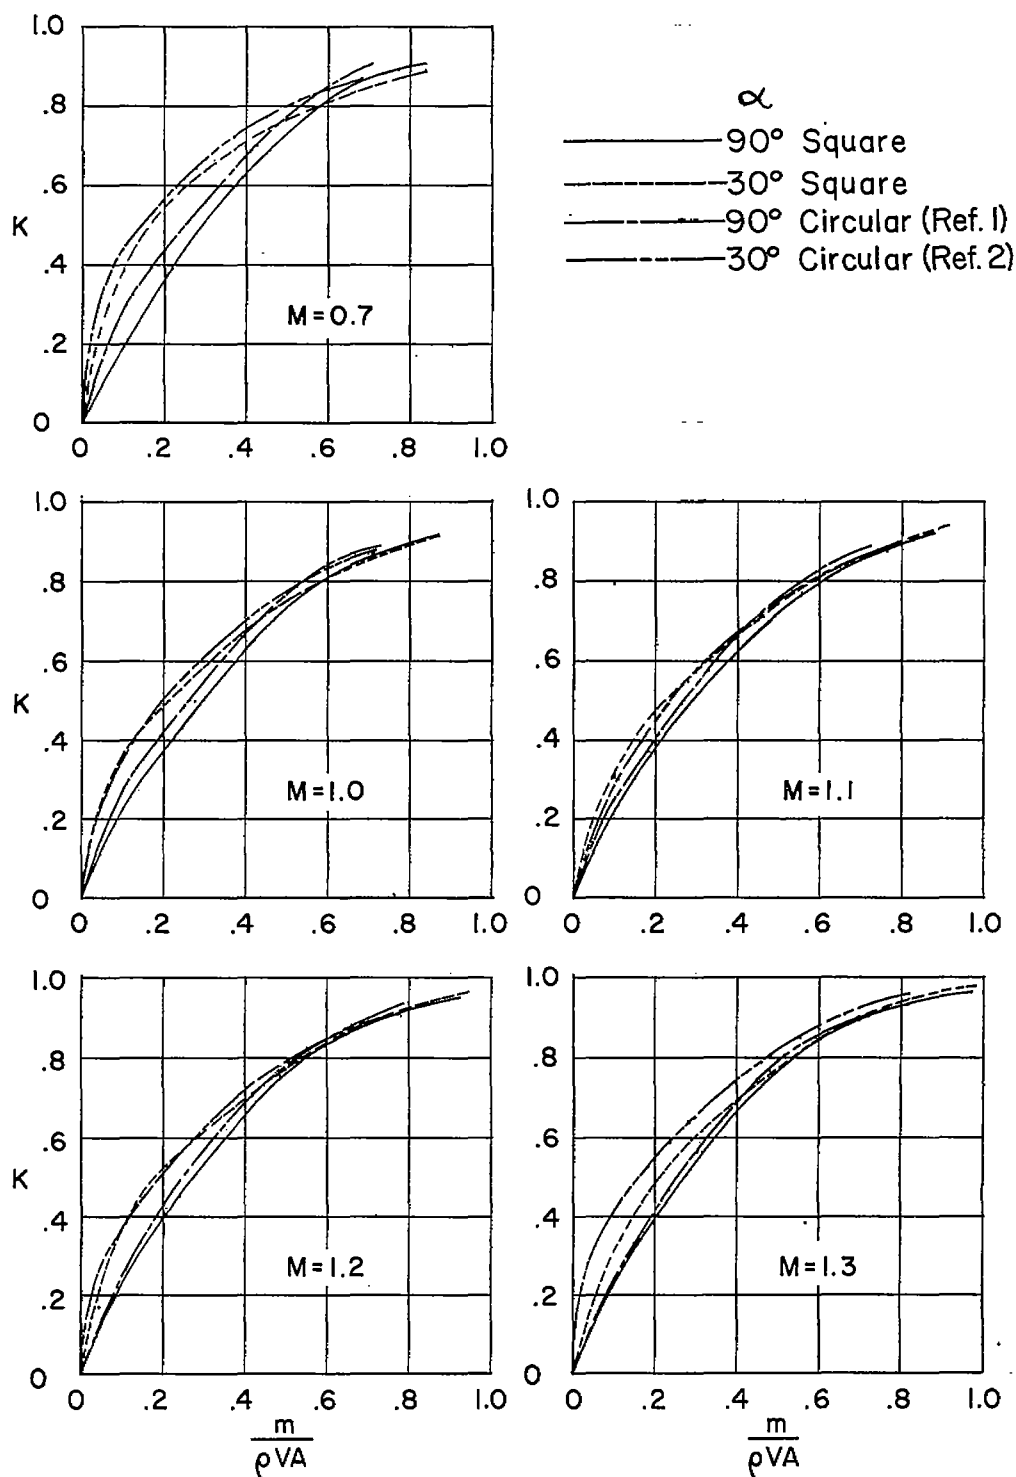 1.0
.8
.6
K
.4
.2
0
M=0.7
0 .2 .4 .6 .8 1.0
α
90° Square
30° Square
90° Circular (Ref. 1)
30° Circular (Ref. 2)
1.0
.8
.6
K
.4
.2
0
M=1.0
0 .2 .4 .6 .8 1.0
1.0
.8
.6
.4
.2
0
M=1.1
0 .2 .4 .6 .8 1.0
1.0
.8
.6
K
.4
.2
0
M=1.2
0 .2 .4 .6 .8 1.0
m
ρVA
1.0
.8
.6
.4
.2
0
M=1.3
0 .2 .4 .6 .8 1.0
m
ρVA